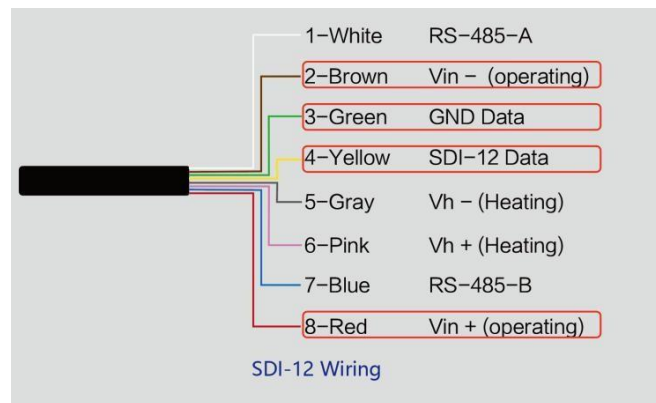 1-White RS-485-A
2-Brown Vin - (operating)
3-Green GND Data
4-Yellow SDI-12 Data
5-Gray Vh - (Heating)
6-Pink Vh + (Heating)
7-Blue RS-485-B
8-Red Vin + (operating)
SDI-12 Wiring